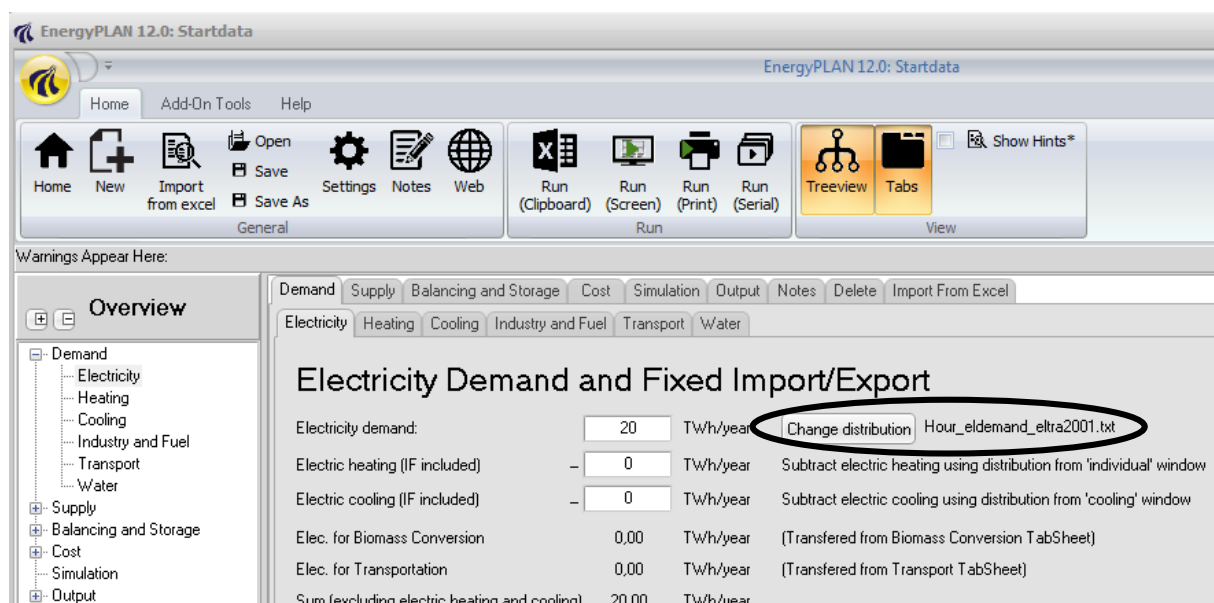 EnergyPLAN 12.0: Startdata
EnergyPLAN 12.0: Startdata
Home Add-On Tools Help
Home New Import from excel Open Save Save As Settings Notes Web Run (Clipboard) Run (Screen) Run (Print) Run (Serial) Treeview Tabs Show Hints*
General Run View
Warnings Appear Here:
Overview
Demand
Electricity
Heating
Cooling
Industry and Fuel
Transport
Water
Supply
Balancing and Storage
Cost
Simulation
Output
Demand Supply Balancing and Storage Cost Simulation Output Notes Delete Import From Excel
Electricity Heating Cooling Industry and Fuel Transport Water
Electricity Demand and Fixed Import/Export
Electricity demand: 20 TWh/year Change distribution Hour_eldemand_eltra2001.txt
Electric heating (IF included) – 0 TWh/year Subtract electric heating using distribution from 'individual' window
Electric cooling (IF included) – 0 TWh/year Subtract electric cooling using distribution from 'cooling' window
Elec. for Biomass Conversion 0,00 TWh/year (Transfered from Biomass Conversion TabSheet)
Elec. for Transportation 0,00 TWh/year (Transfered from Transport TabSheet)
Sum (excluding electric heating and cooling) 20,00 TWh/year